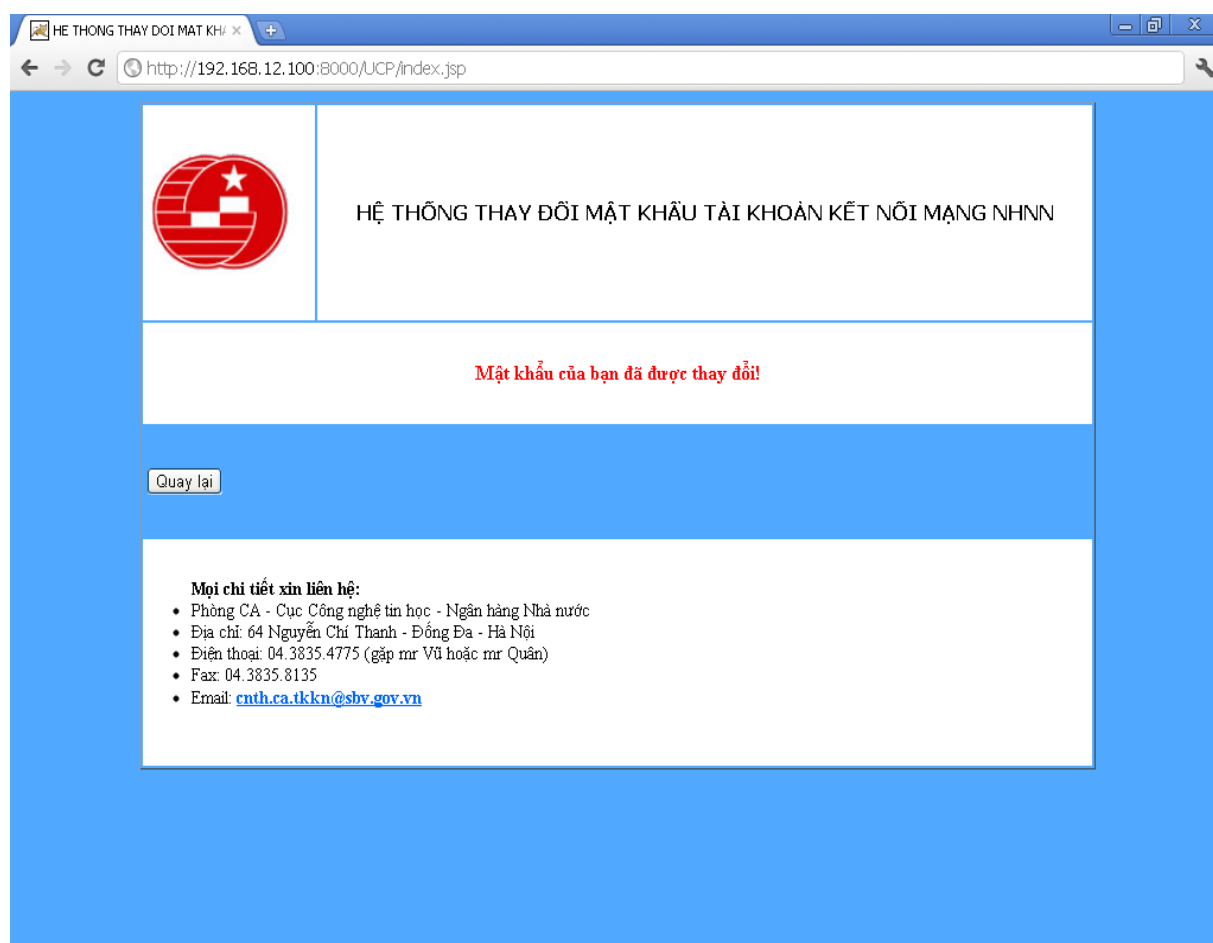 HE THONG THAY DOI MAT KH
http://192.168.12.100:8000/UCP/index.jsp
HỆ THỐNG THAY ĐỔI MẬT KHẨU TÀI KHOẢN KẾT NỐI MẠNG NHNN
Mật khẩu của bạn đã được thay đổi!
Quay lại
Mọi chi tiết xin liên hệ:
Phòng CA - Cục Công nghệ tin học - Ngân hàng Nhà nước
Địa chỉ: 64 Nguyễn Chí Thanh - Đống Đa - Hà Nội
Điện thoại: 04.3835.4775 (gặp mr Vũ hoặc mr Quân)
Fax: 04.3835.8135
Email: cnth.ca.tkkn@sbv.gov.vn